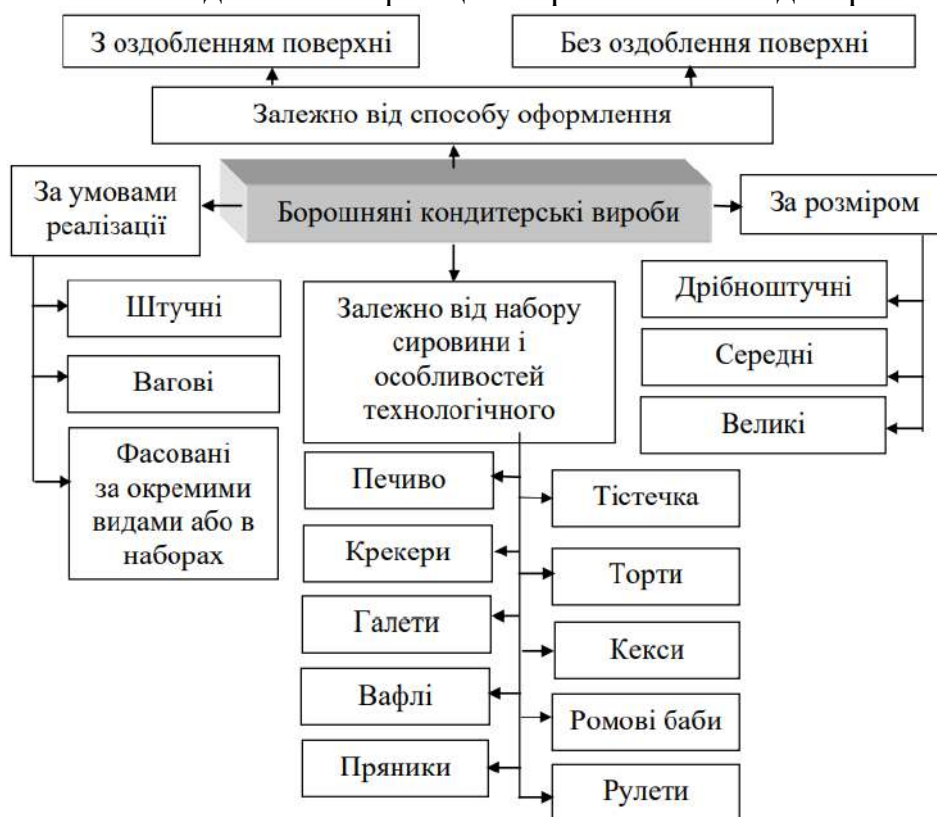 З оздобленням поверхні
Без оздоблення поверхні
Залежно від способу оформлення
За умовами
реалізації
Борошняні кондитерські вироби
За розміром
Штучні
Вагові
Фасовані
за окремими
видами або в
наборах
Залежно від набору
сировини і
особливостей
технологічного
Дрібноштучні
Середні
Великі
Печиво
Крекери
Галети
Вафлі
Пряники
Тістечка
Торти
Кекси
Ромові баби
Рулети